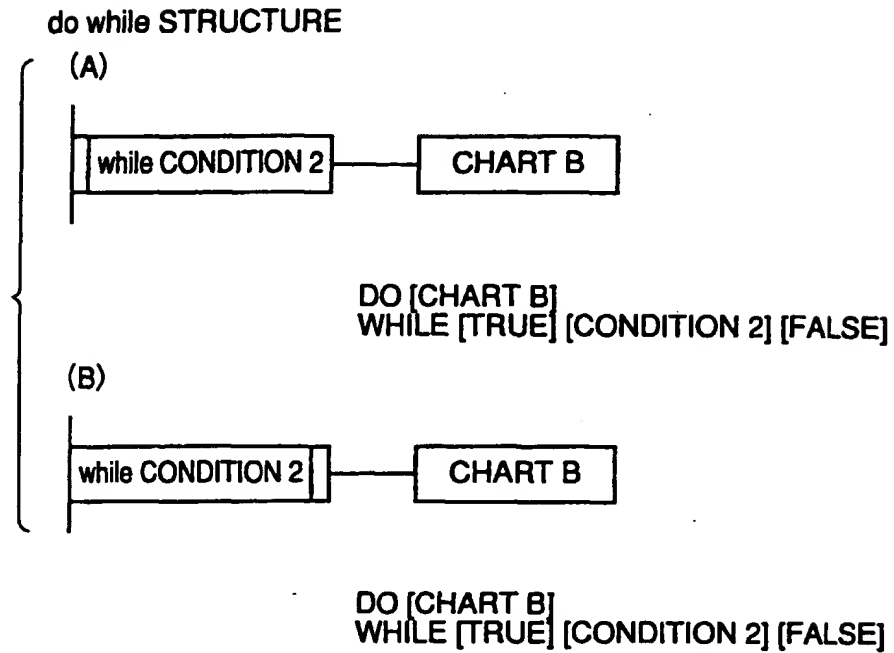 do while STRUCTURE
(A)
while CONDITION 2
CHART B
DO [CHART B]
WHILE [TRUE] [CONDITION 2] [FALSE]
(B)
while CONDITION 2
CHART B
DO [CHART B]
WHILE [TRUE] [CONDITION 2] [FALSE]